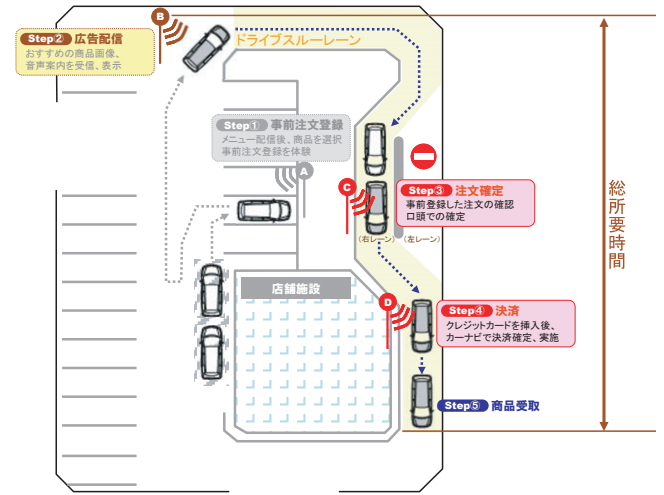 B
Step② 広告配信
おすすめの商品画像、
音声案内を受信、表示
ドライブスルーレーン
Step① 事前注文登録
メニュー配信後、商品を選択
事前注文登録を体験
A
C
Step③ 注文確定
事前登録した注文の確認
口頭での確定
(右レーン) (左レーン)
総所要時間
店舗施設
D
Step④ 決済
クレジットカードを挿入後、
カーナビで決済確定、実施
Step⑤ 商品受取